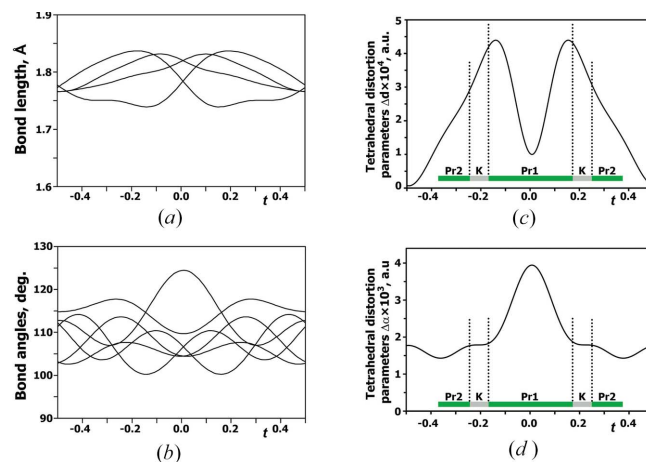 Bond length, Å
1.9
1.8
1.7
1.6
-0.4 -0.2 0.0 0.2 0.4 t
(a)
Bond angles, deg.
130
120
110
100
90
-0.4 -0.2 0.0 0.2 0.4 t
(b)
Tetrahedral distortion
parameters Δd×10⁴, a.u.
5
4
3
2
1
0
Pr2 K Pr1 K Pr2
-0.4 -0.2 0.0 0.2 0.4 t
(c)
Tetrahedral distortion
parameters Δα×10³, a.u
4
3
2
1
0
Pr2 K Pr1 K Pr2
-0.4 -0.2 0.0 0.2 0.4 t
(d)